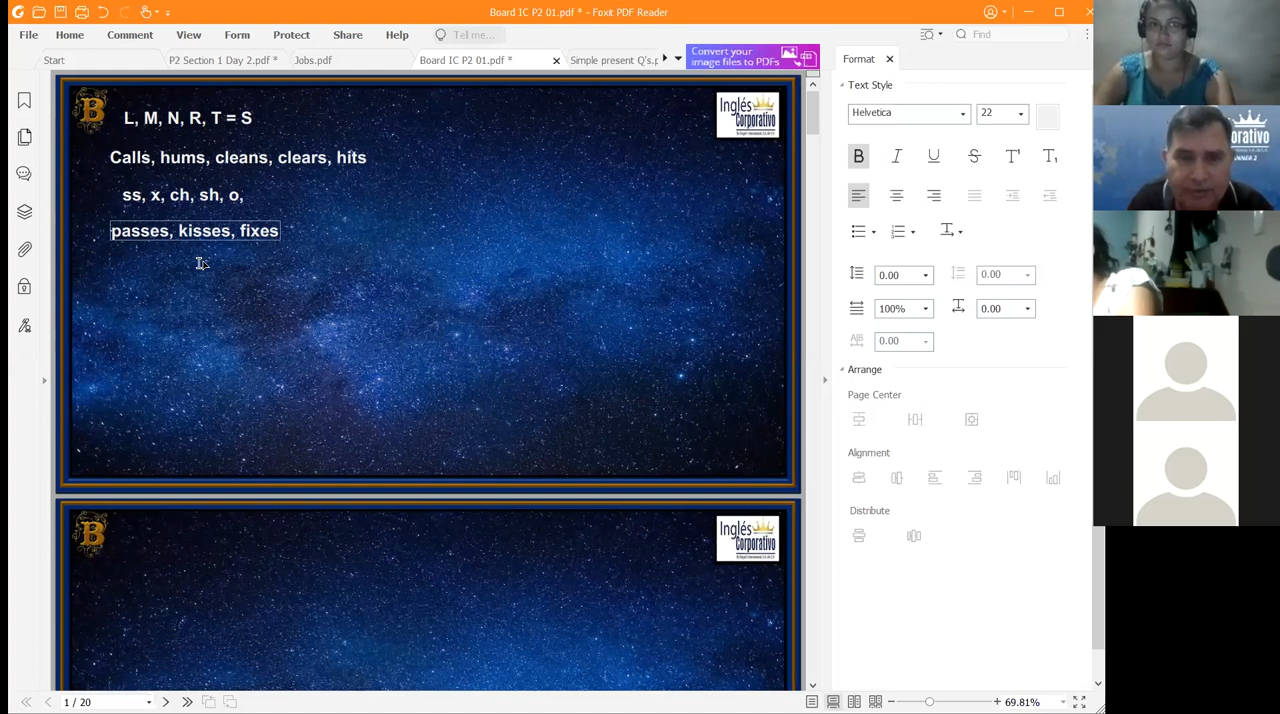 Board IC P2 01.pdf * - Foxit PDF Reader
File Home Comment View Form Protect Share Help Tell me... Find
Start P2 Section 1 Day 2.pdf * Jobs.pdf Board IC P2 01.pdf * Simple present Q's.p
Convert your
image files to PDFs
Format
Text Style
Helvetica 22
B I U S T T
0.00 0.00
100% 0.00
0.00
Arrange
Page Center
Alignment
Distribute
B
Inglés
Corporativo
L, M, N, R, T = S
Calls, hums, cleans, clears, hits
ss, x, ch, sh, o,
passes, kisses, fixes
B
Inglés
Corporativo
1 / 20
69.81%